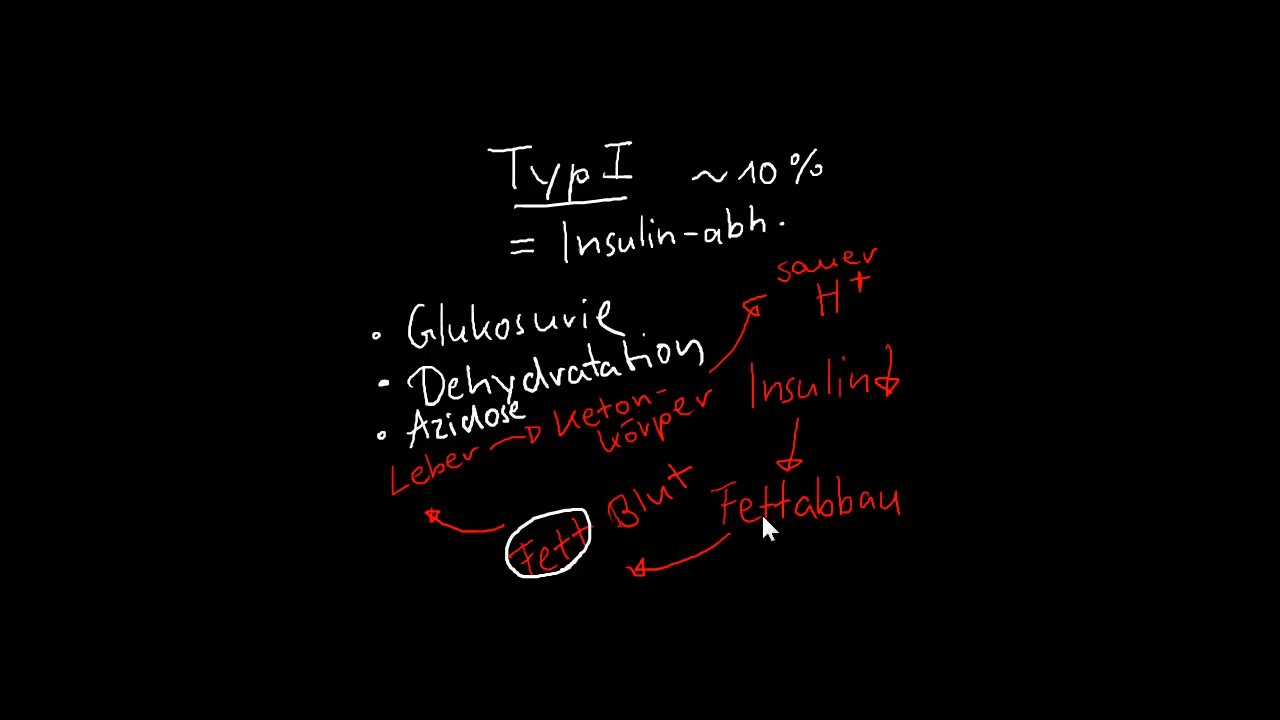 Typ I ~ 10 %
= Insulin-abh.
• Glukosurie
• Dehydratation
• Azidose
Insulin↓
Fettabbau
Fett Blut
Leber → Keton-
körper
sauer
H+